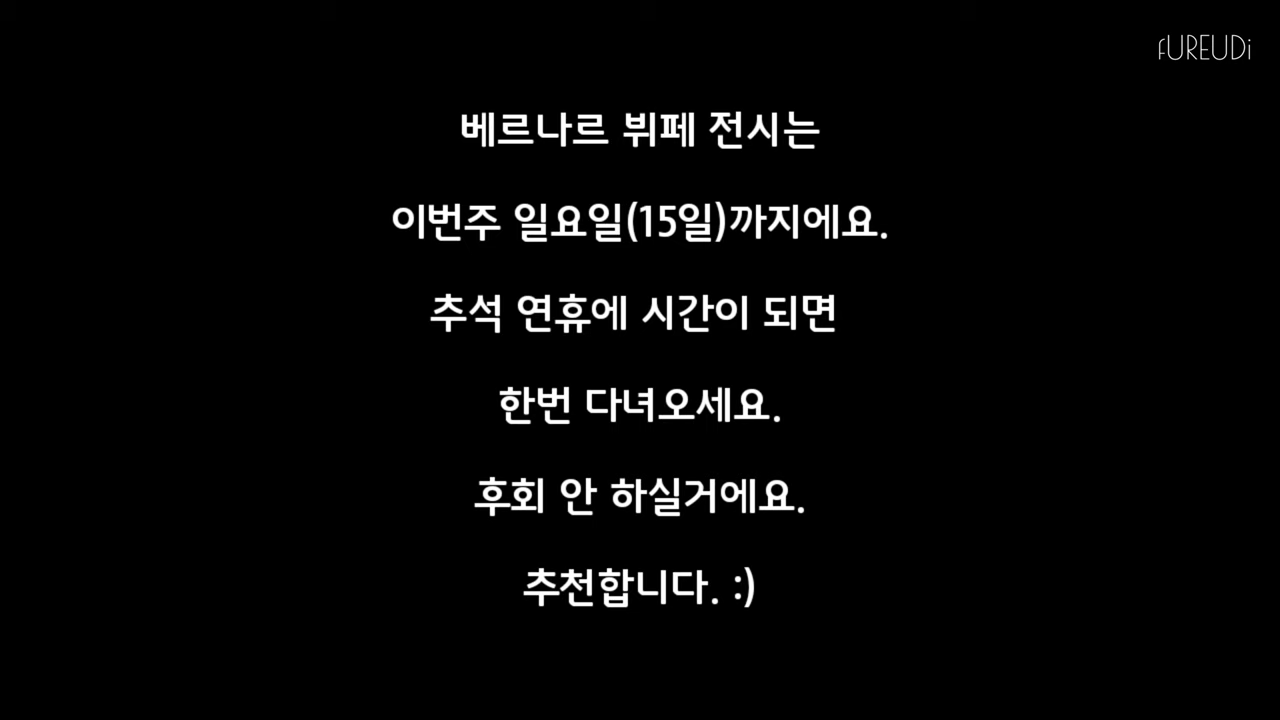 fUREUDi
베르나르 뷔페 전시는
이번주 일요일(15일)까지에요.
추석 연휴에 시간이 되면
한번 다녀오세요.
후회 안 하실거에요.
추천합니다. :)